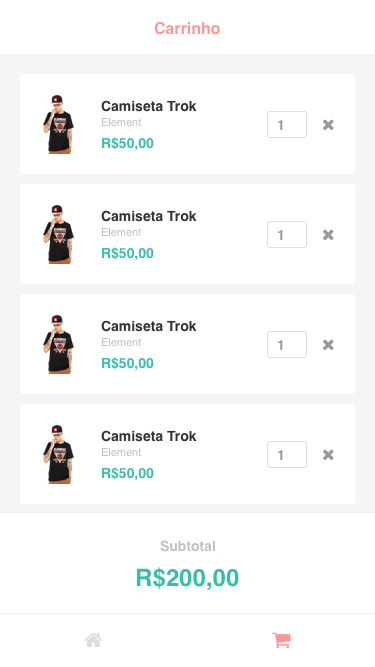 Carrinho
Camiseta Trok
Element
R$50,00
1
Camiseta Trok
Element
R$50,00
1
Camiseta Trok
Element
R$50,00
1
Camiseta Trok
Element
R$50,00
1
Subtotal
R$200,00